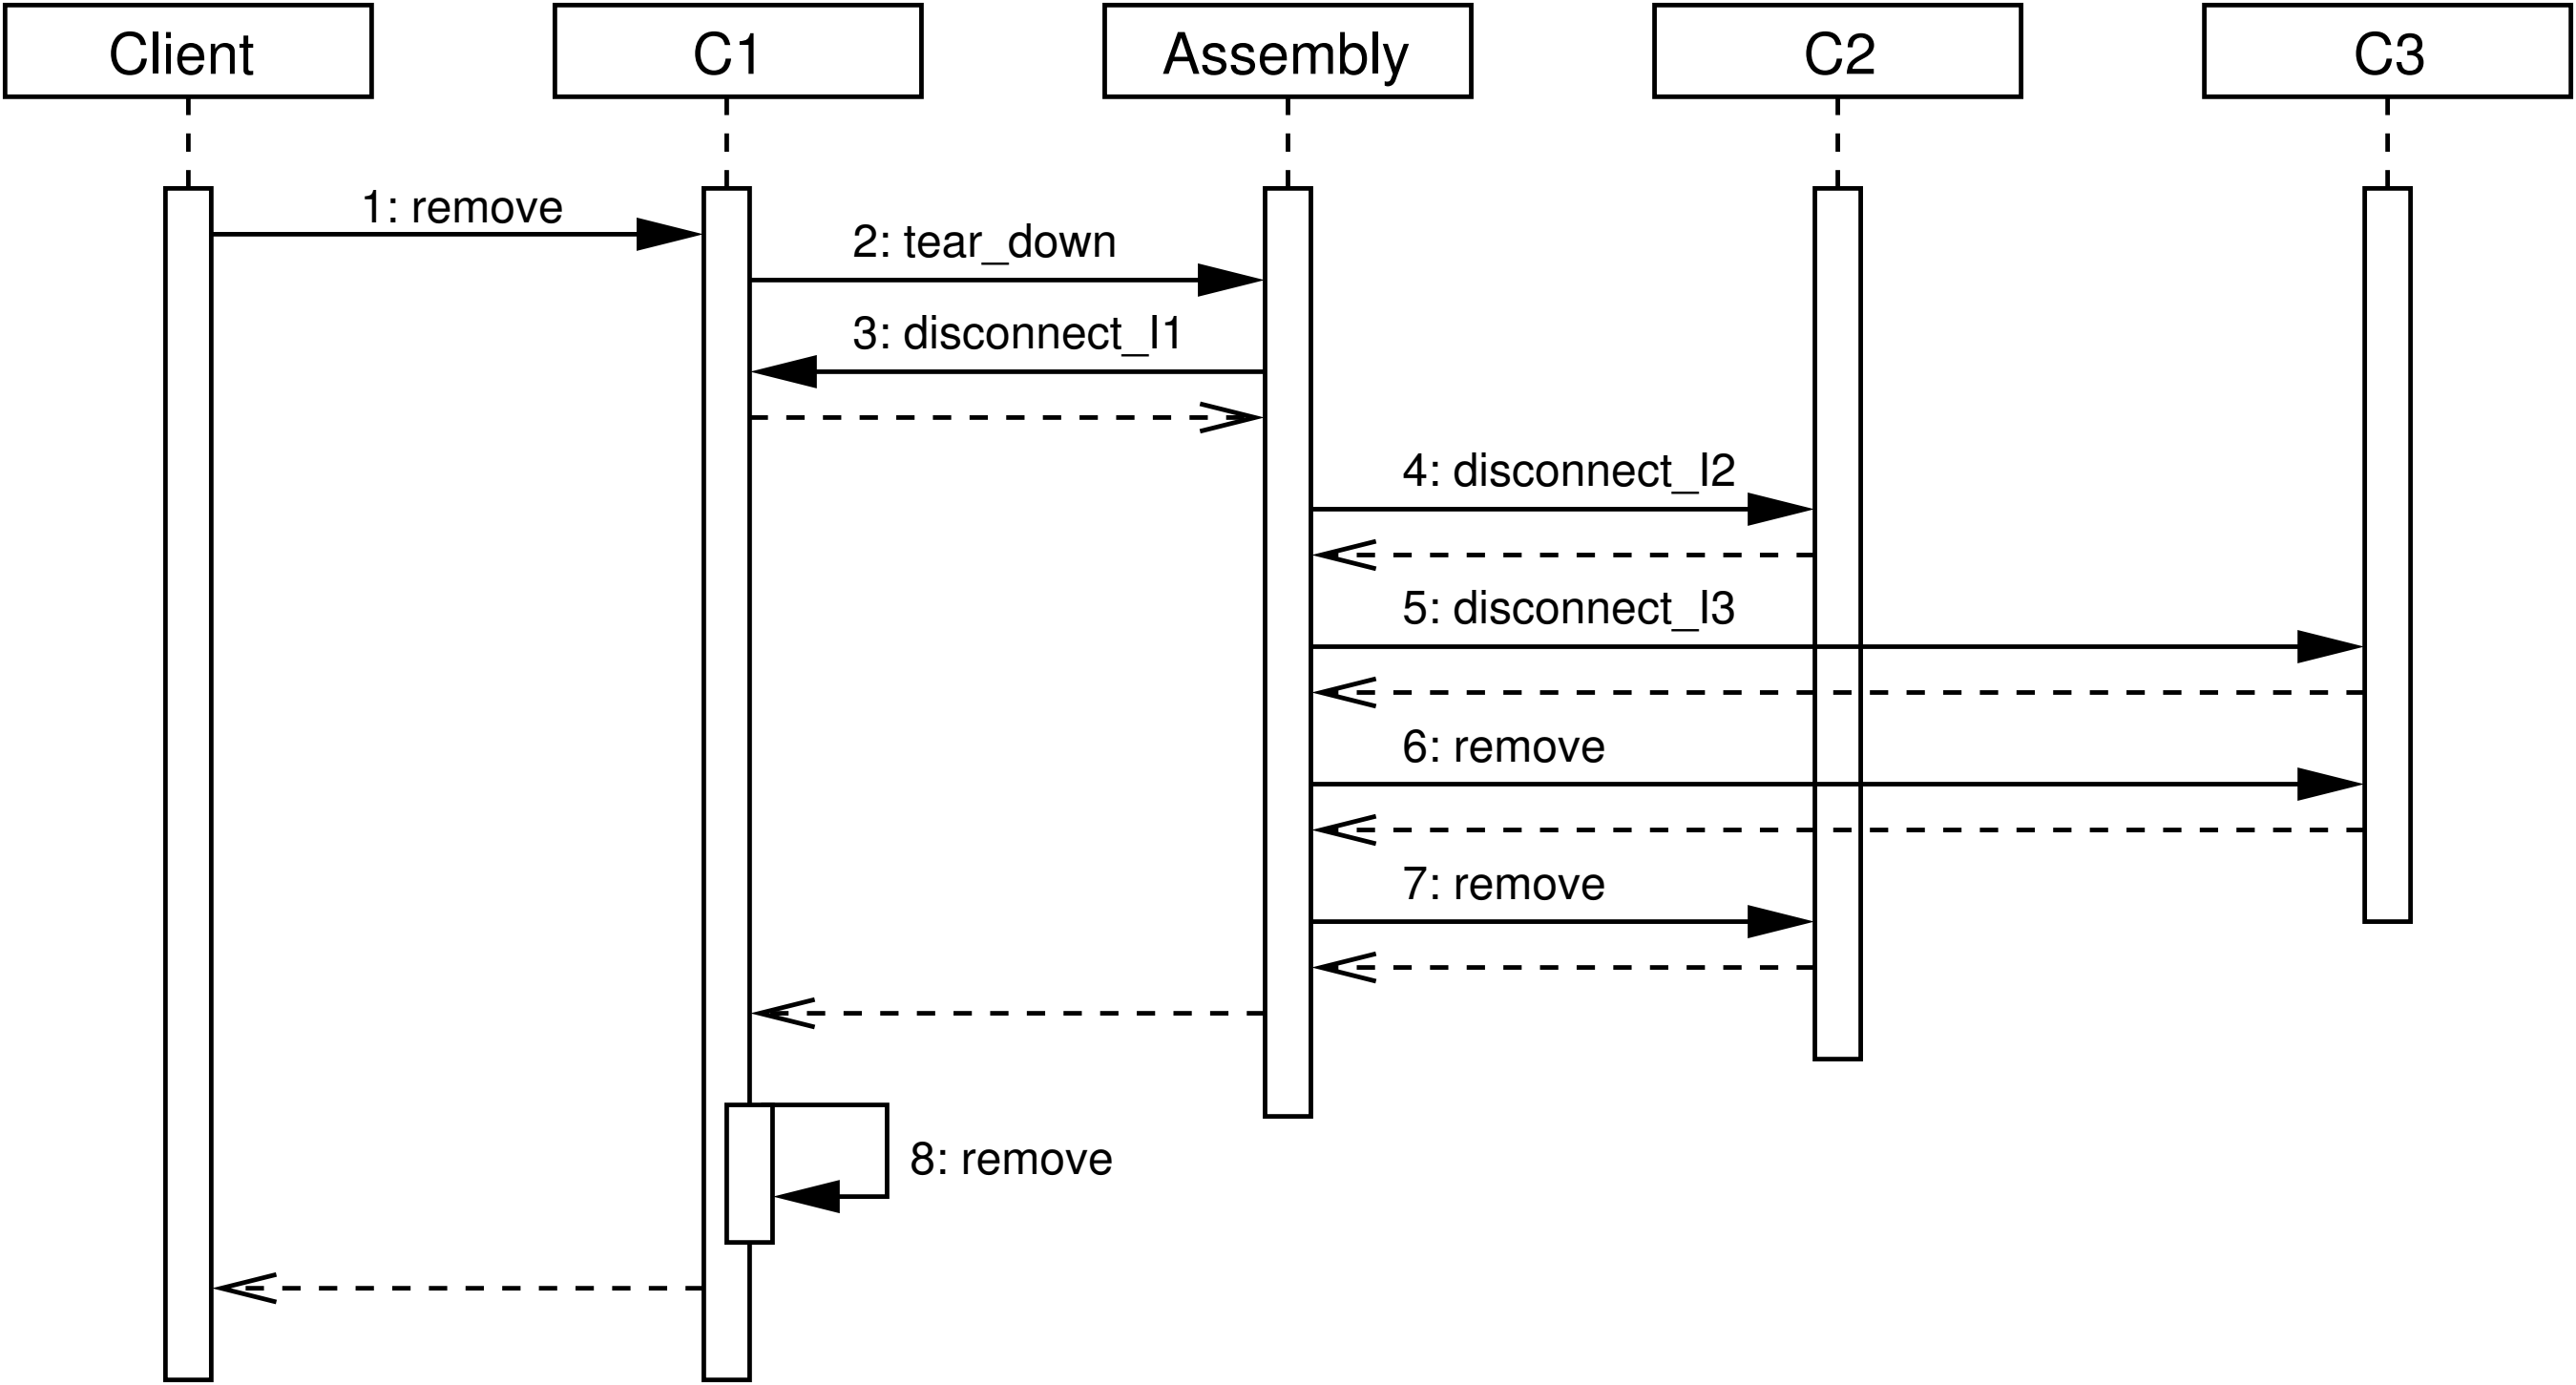 Client
C1
Assembly
C2
C3
1: remove
2: tear_down
3: disconnect_I1
4: disconnect_I2
5: disconnect_I3
6: remove
7: remove
8: remove